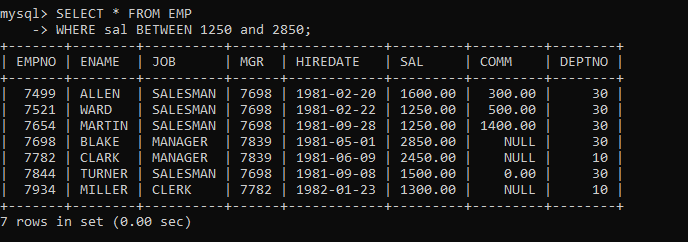 mysql> SELECT * FROM EMP
    -> WHERE sal BETWEEN 1250 and 2850;
+-------+--------+----------+------+------------+---------+---------+--------+
| EMPNO | ENAME  | JOB      | MGR  | HIREDATE   | SAL     | COMM    | DEPTNO |
+-------+--------+----------+------+------------+---------+---------+--------+
|  7499 | ALLEN  | SALESMAN | 7698 | 1981-02-20 | 1600.00 |  300.00 |     30 |
|  7521 | WARD   | SALESMAN | 7698 | 1981-02-22 | 1250.00 |  500.00 |     30 |
|  7654 | MARTIN | SALESMAN | 7698 | 1981-09-28 | 1250.00 | 1400.00 |     30 |
|  7698 | BLAKE  | MANAGER  | 7839 | 1981-05-01 | 2850.00 |    NULL |     30 |
|  7782 | CLARK  | MANAGER  | 7839 | 1981-06-09 | 2450.00 |    NULL |     10 |
|  7844 | TURNER | SALESMAN | 7698 | 1981-09-08 | 1500.00 |    0.00 |     30 |
|  7934 | MILLER | CLERK    | 7782 | 1982-01-23 | 1300.00 |    NULL |     10 |
+-------+--------+----------+------+------------+---------+---------+--------+
7 rows in set (0.00 sec)